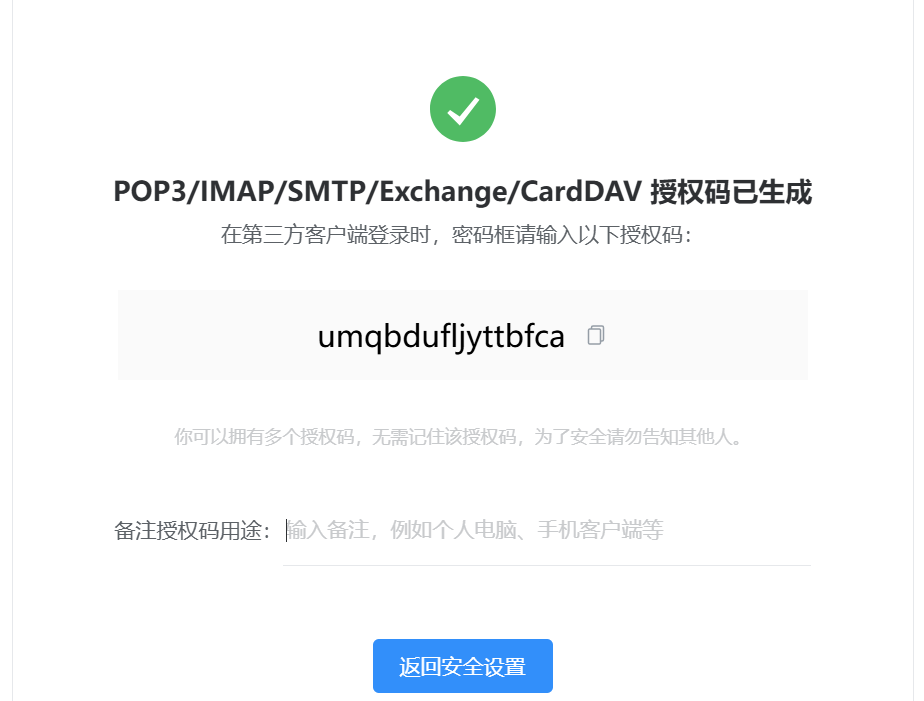 POP3/IMAP/SMTP/Exchange/CardDAV 授权码已生成
在第三方客户端登录时，密码框请输入以下授权码：
umqbdufljyttbfca
你可以拥有多个授权码，无需记住该授权码，为了安全请勿告知其他人。
备注授权码用途： 输入备注，例如个人电脑、手机客户端等
返回安全设置